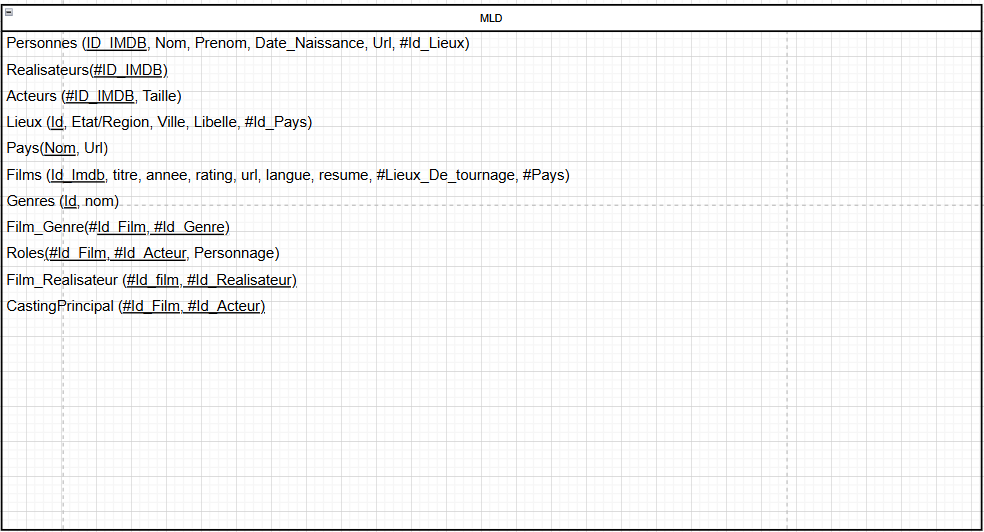 MLD
Personnes (ID_IMDB, Nom, Prenom, Date_Naissance, Url, #Id_Lieux)
Realisateurs(#ID_IMDB)
Acteurs (#ID_IMDB, Taille)
Lieux (Id, Etat/Region, Ville, Libelle, #Id_Pays)
Pays(Nom, Url)
Films (Id_Imdb, titre, annee, rating, url, langue, resume, #Lieux_De_tournage, #Pays)
Genres (Id, nom)
Film_Genre(#Id_Film, #Id_Genre)
Roles(#Id_Film, #Id_Acteur, Personnage)
Film_Realisateur (#Id_film, #Id_Realisateur)
CastingPrincipal (#Id_Film, #Id_Acteur)